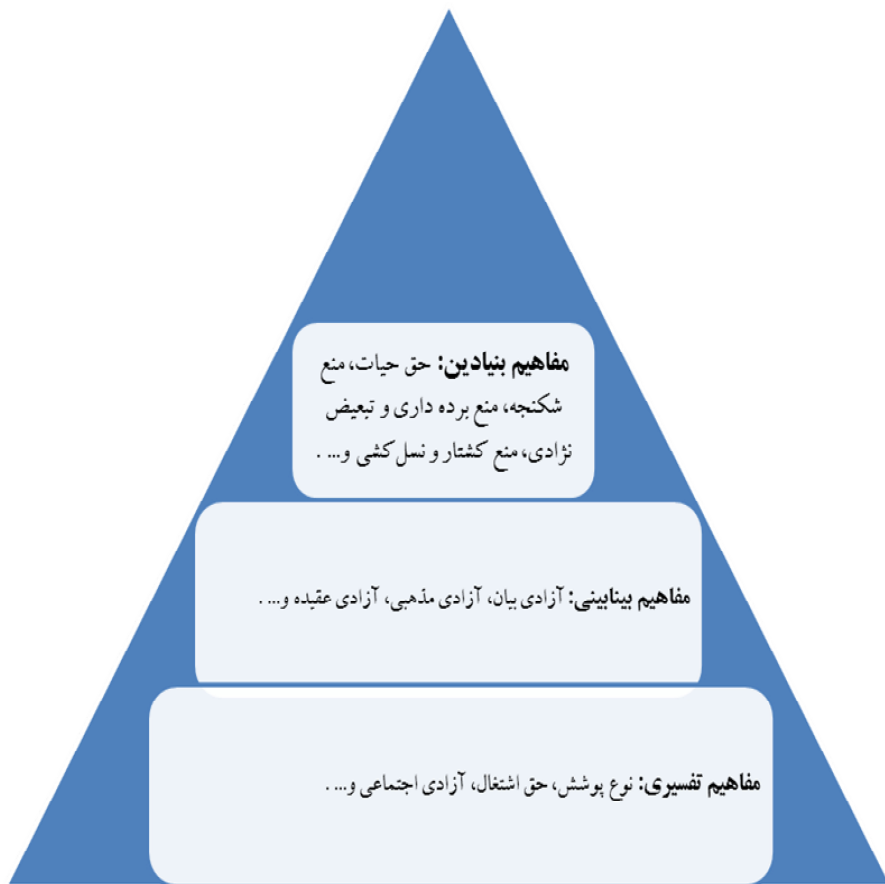 مفاهیم بنیادین: حق حیات، منع
شکنجه، منع برده داری و تبعیض
نژادی، منع کشتار و نسل کشی و... .
مفاهیم بینابینی: آزادی بیان، آزادی مذهبی، آزادی عقیده و... .
مفاهیم تفسیری: نوع پوشش، حق اشتغال، آزادی اجتماعی و... .